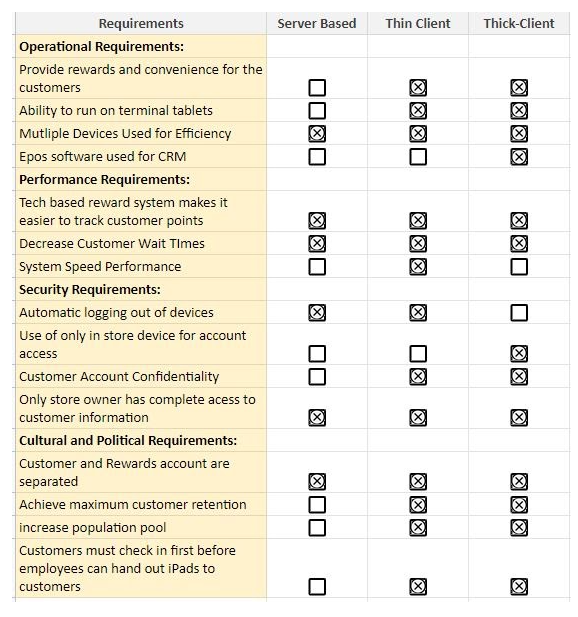 Requirements Server Based Thin Client Thick-Client
Operational Requirements:
Provide rewards and convenience for the
customers ☐ ☒ ☒
Ability to run on terminal tablets ☐ ☒ ☒
Mutliple Devices Used for Efficiency ☒ ☒ ☒
Epos software used for CRM ☐ ☐ ☒
Performance Requirements:
Tech based reward system makes it
easier to track customer points ☒ ☒ ☒
Decrease Customer Wait TImes ☒ ☒ ☒
System Speed Performance ☐ ☒ ☐
Security Requirements:
Automatic logging out of devices ☒ ☒ ☐
Use of only in store device for account
access ☐ ☐ ☒
Customer Account Confidentiality ☐ ☒ ☒
Only store owner has complete acess to
customer information ☒ ☒ ☒
Cultural and Political Requirements:
Customer and Rewards account are
separated ☒ ☒ ☒
Achieve maximum customer retention ☐ ☒ ☒
increase population pool ☐ ☒ ☒
Customers must check in first before
employees can hand out iPads to
customers ☐ ☒ ☒